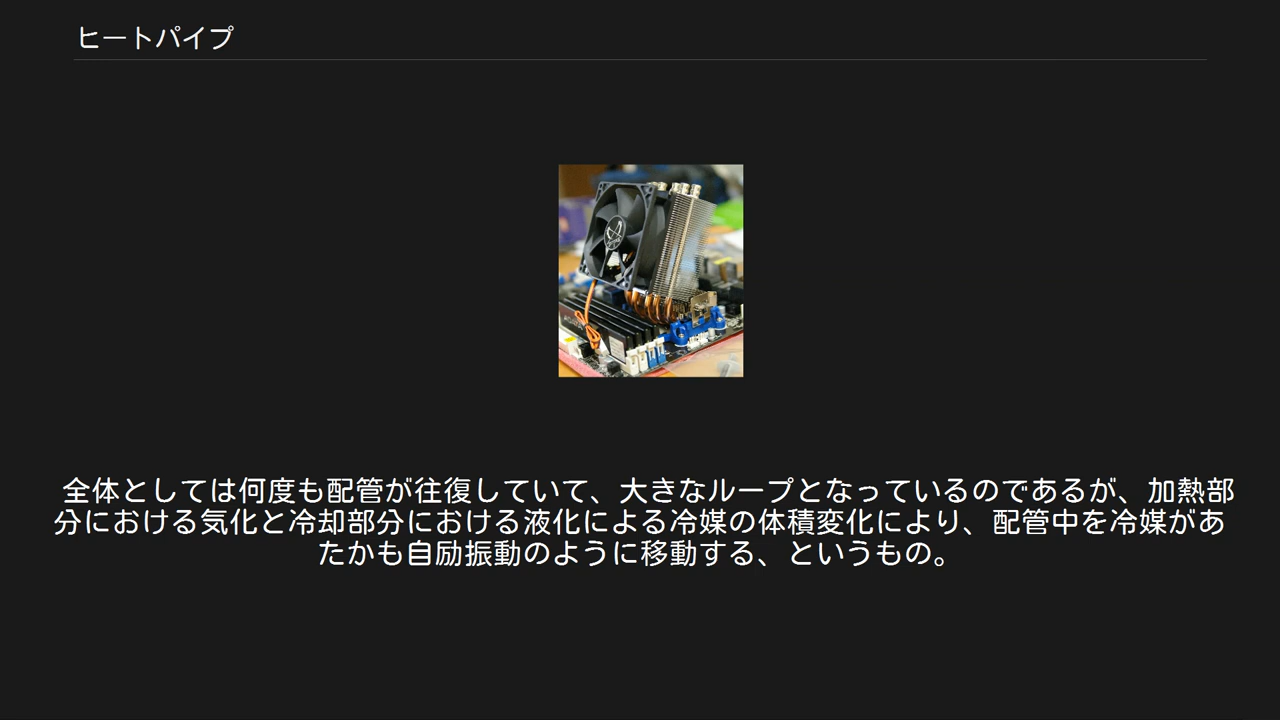 ヒートパイプ
全体としては何度も配管が往復していて、大きなループとなっているのであるが、加熱部
分における気化と冷却部分における液化による冷媒の体積変化により、配管中を冷媒があ
たかも自励振動のように移動する、というもの。